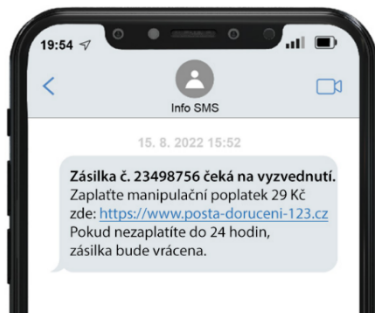 19:54
Info SMS
15. 8. 2022 15:52
Zásilka č. 23498756 čeká na vyzvednutí.
Zaplaťte manipulační poplatek 29 Kč
zde: https://www.posta-doruceni-123.cz
Pokud nezaplatíte do 24 hodin,
zásilka bude vrácena.